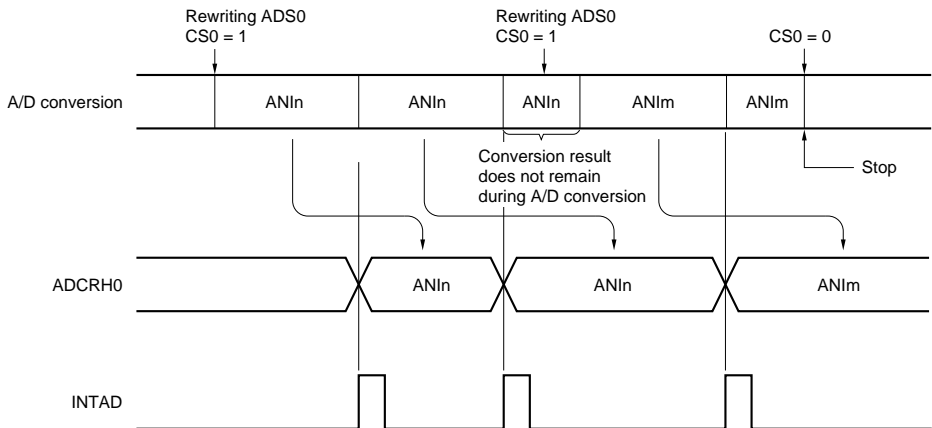 Rewriting ADS0
CS0 = 1
Rewriting ADS0
CS0 = 1
CS0 = 0
A/D conversion
ANIn
ANIn
ANIn
ANIm
ANIm
Conversion result
does not remain
during A/D conversion
Stop
ADCRH0
ANIn
ANIn
ANIm
INTAD